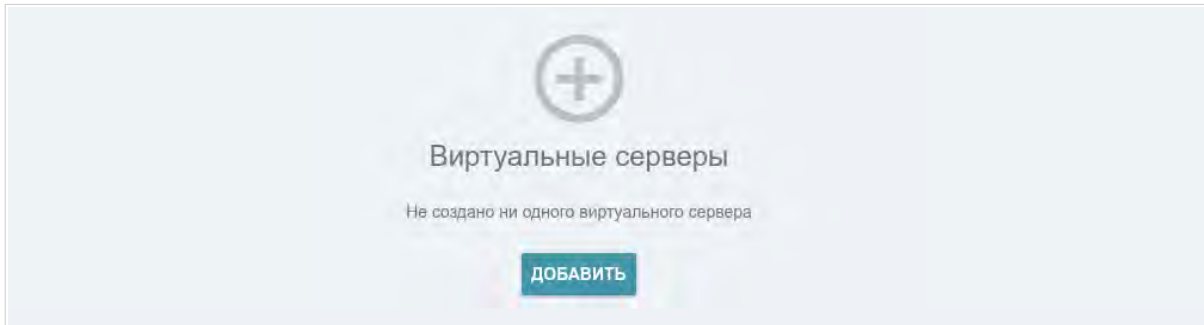 Виртуальные серверы
Не создано ни одного виртуального сервера
ДОБАВИТЬ